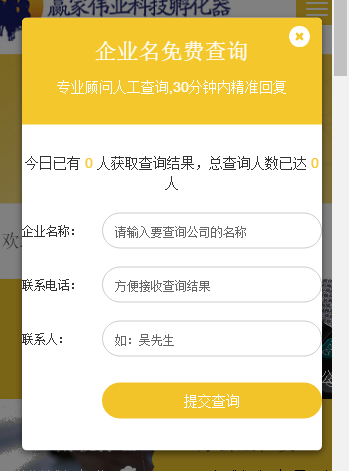 赢家伟业科技孵化器
企业名免费查询
专业顾问人工查询,30分钟内精准回复
今日已有 0 人获取查询结果，总查询人数已达 0
人
欢
企业名称：
请输入要查询公司的名称
联系电话：
方便接收查询结果
联系人：
如：吴先生
提交查询